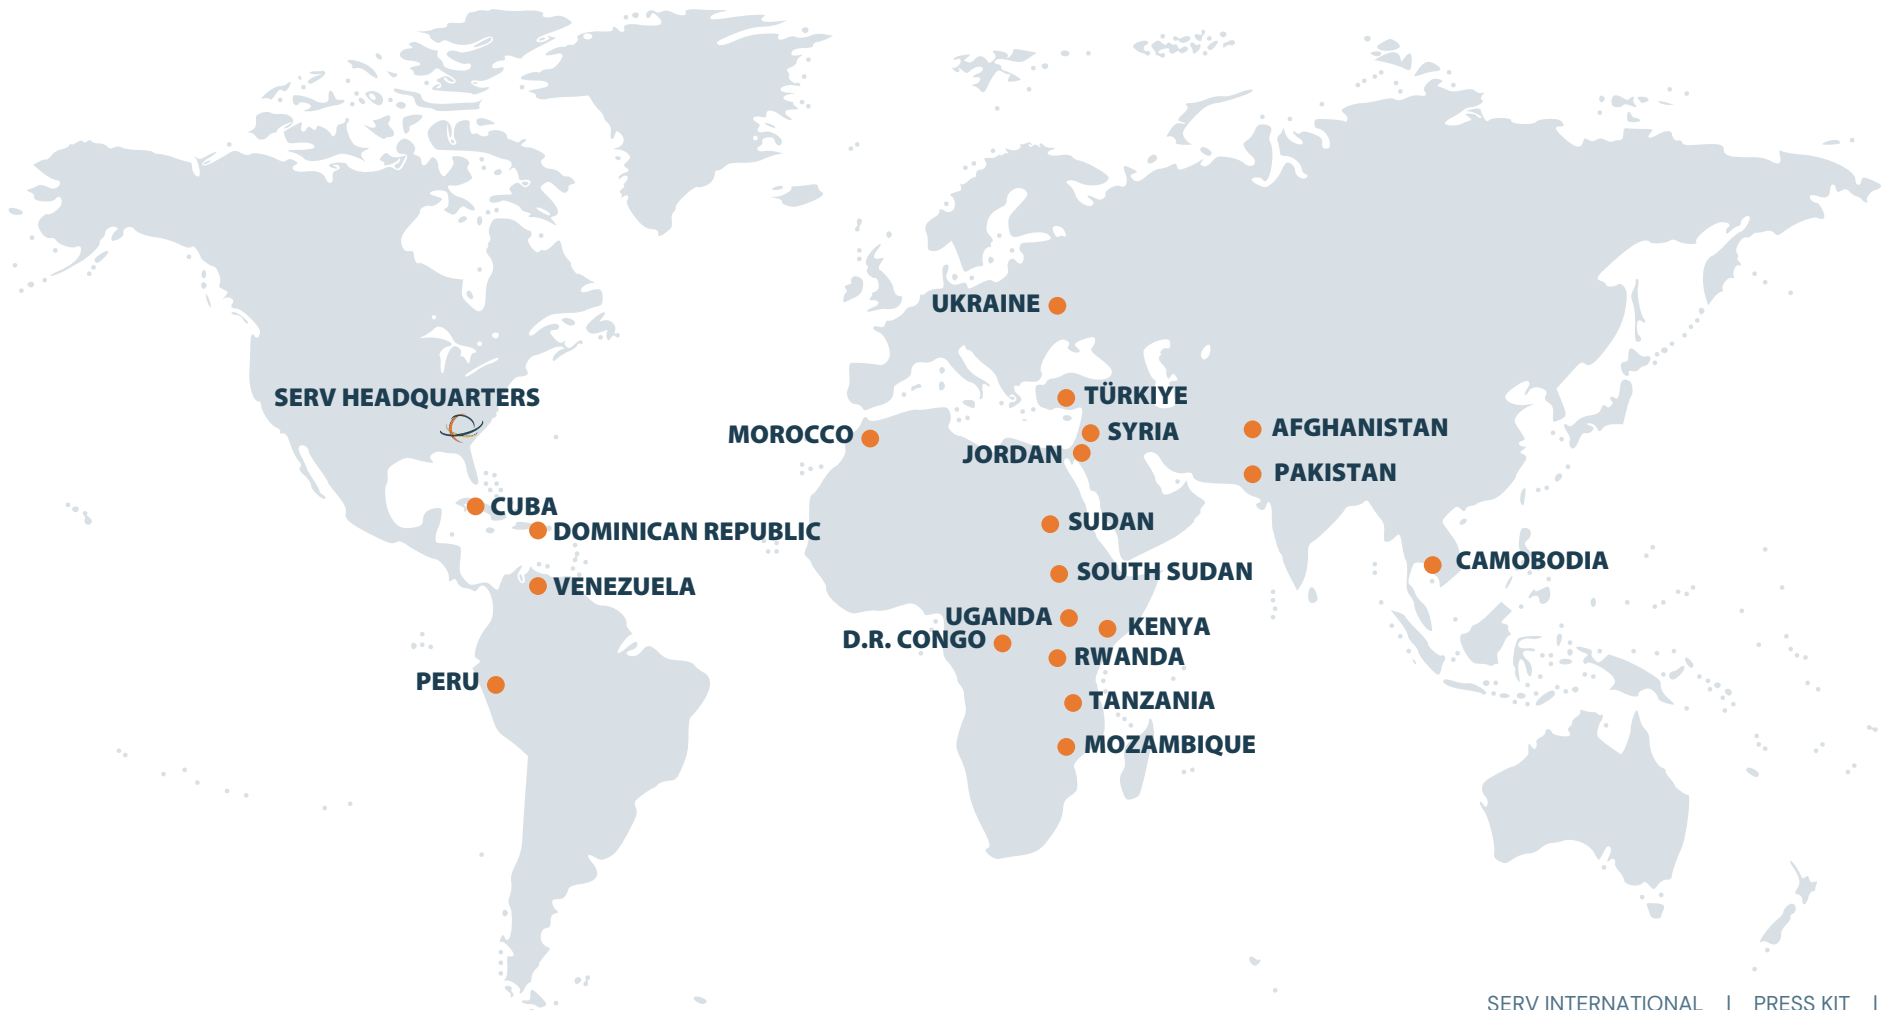 UKRAINE
SERV HEADQUARTERS
TÜRKIYE
MOROCCO
SYRIA
AFGHANISTAN
JORDAN
PAKISTAN
CUBA
DOMINICAN REPUBLIC
SUDAN
CAMOBODIA
SOUTH SUDAN
VENEZUELA
UGANDA
KENYA
D.R. CONGO
RWANDA
PERU
TANZANIA
MOZAMBIQUE
SERV INTERNATIONAL | PRESS KIT |